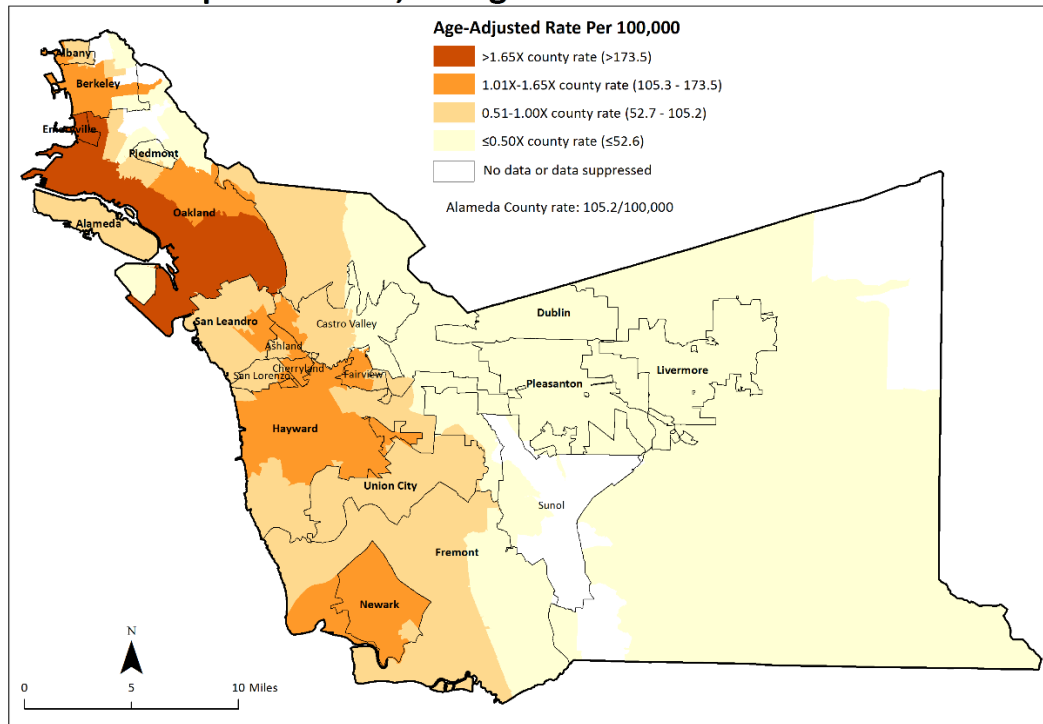 Age-Adjusted Rate Per 100,000
>1.65X county rate (>173.5)
1.01X-1.65X county rate (105.3 - 173.5)
0.51-1.00X county rate (52.7 - 105.2)
≤0.50X county rate (≤52.6)
No data or data suppressed
Alameda County rate: 105.2/100,000
Albany
Berkeley
Emeryville
Piedmont
Oakland
Alameda
San Leandro
Castro Valley
Ashland
Cherryland
San Lorenzo
Fairview
Dublin
Livermore
Pleasanton
Hayward
Union City
Sunol
Fremont
Newark
N
0 5 10 Miles